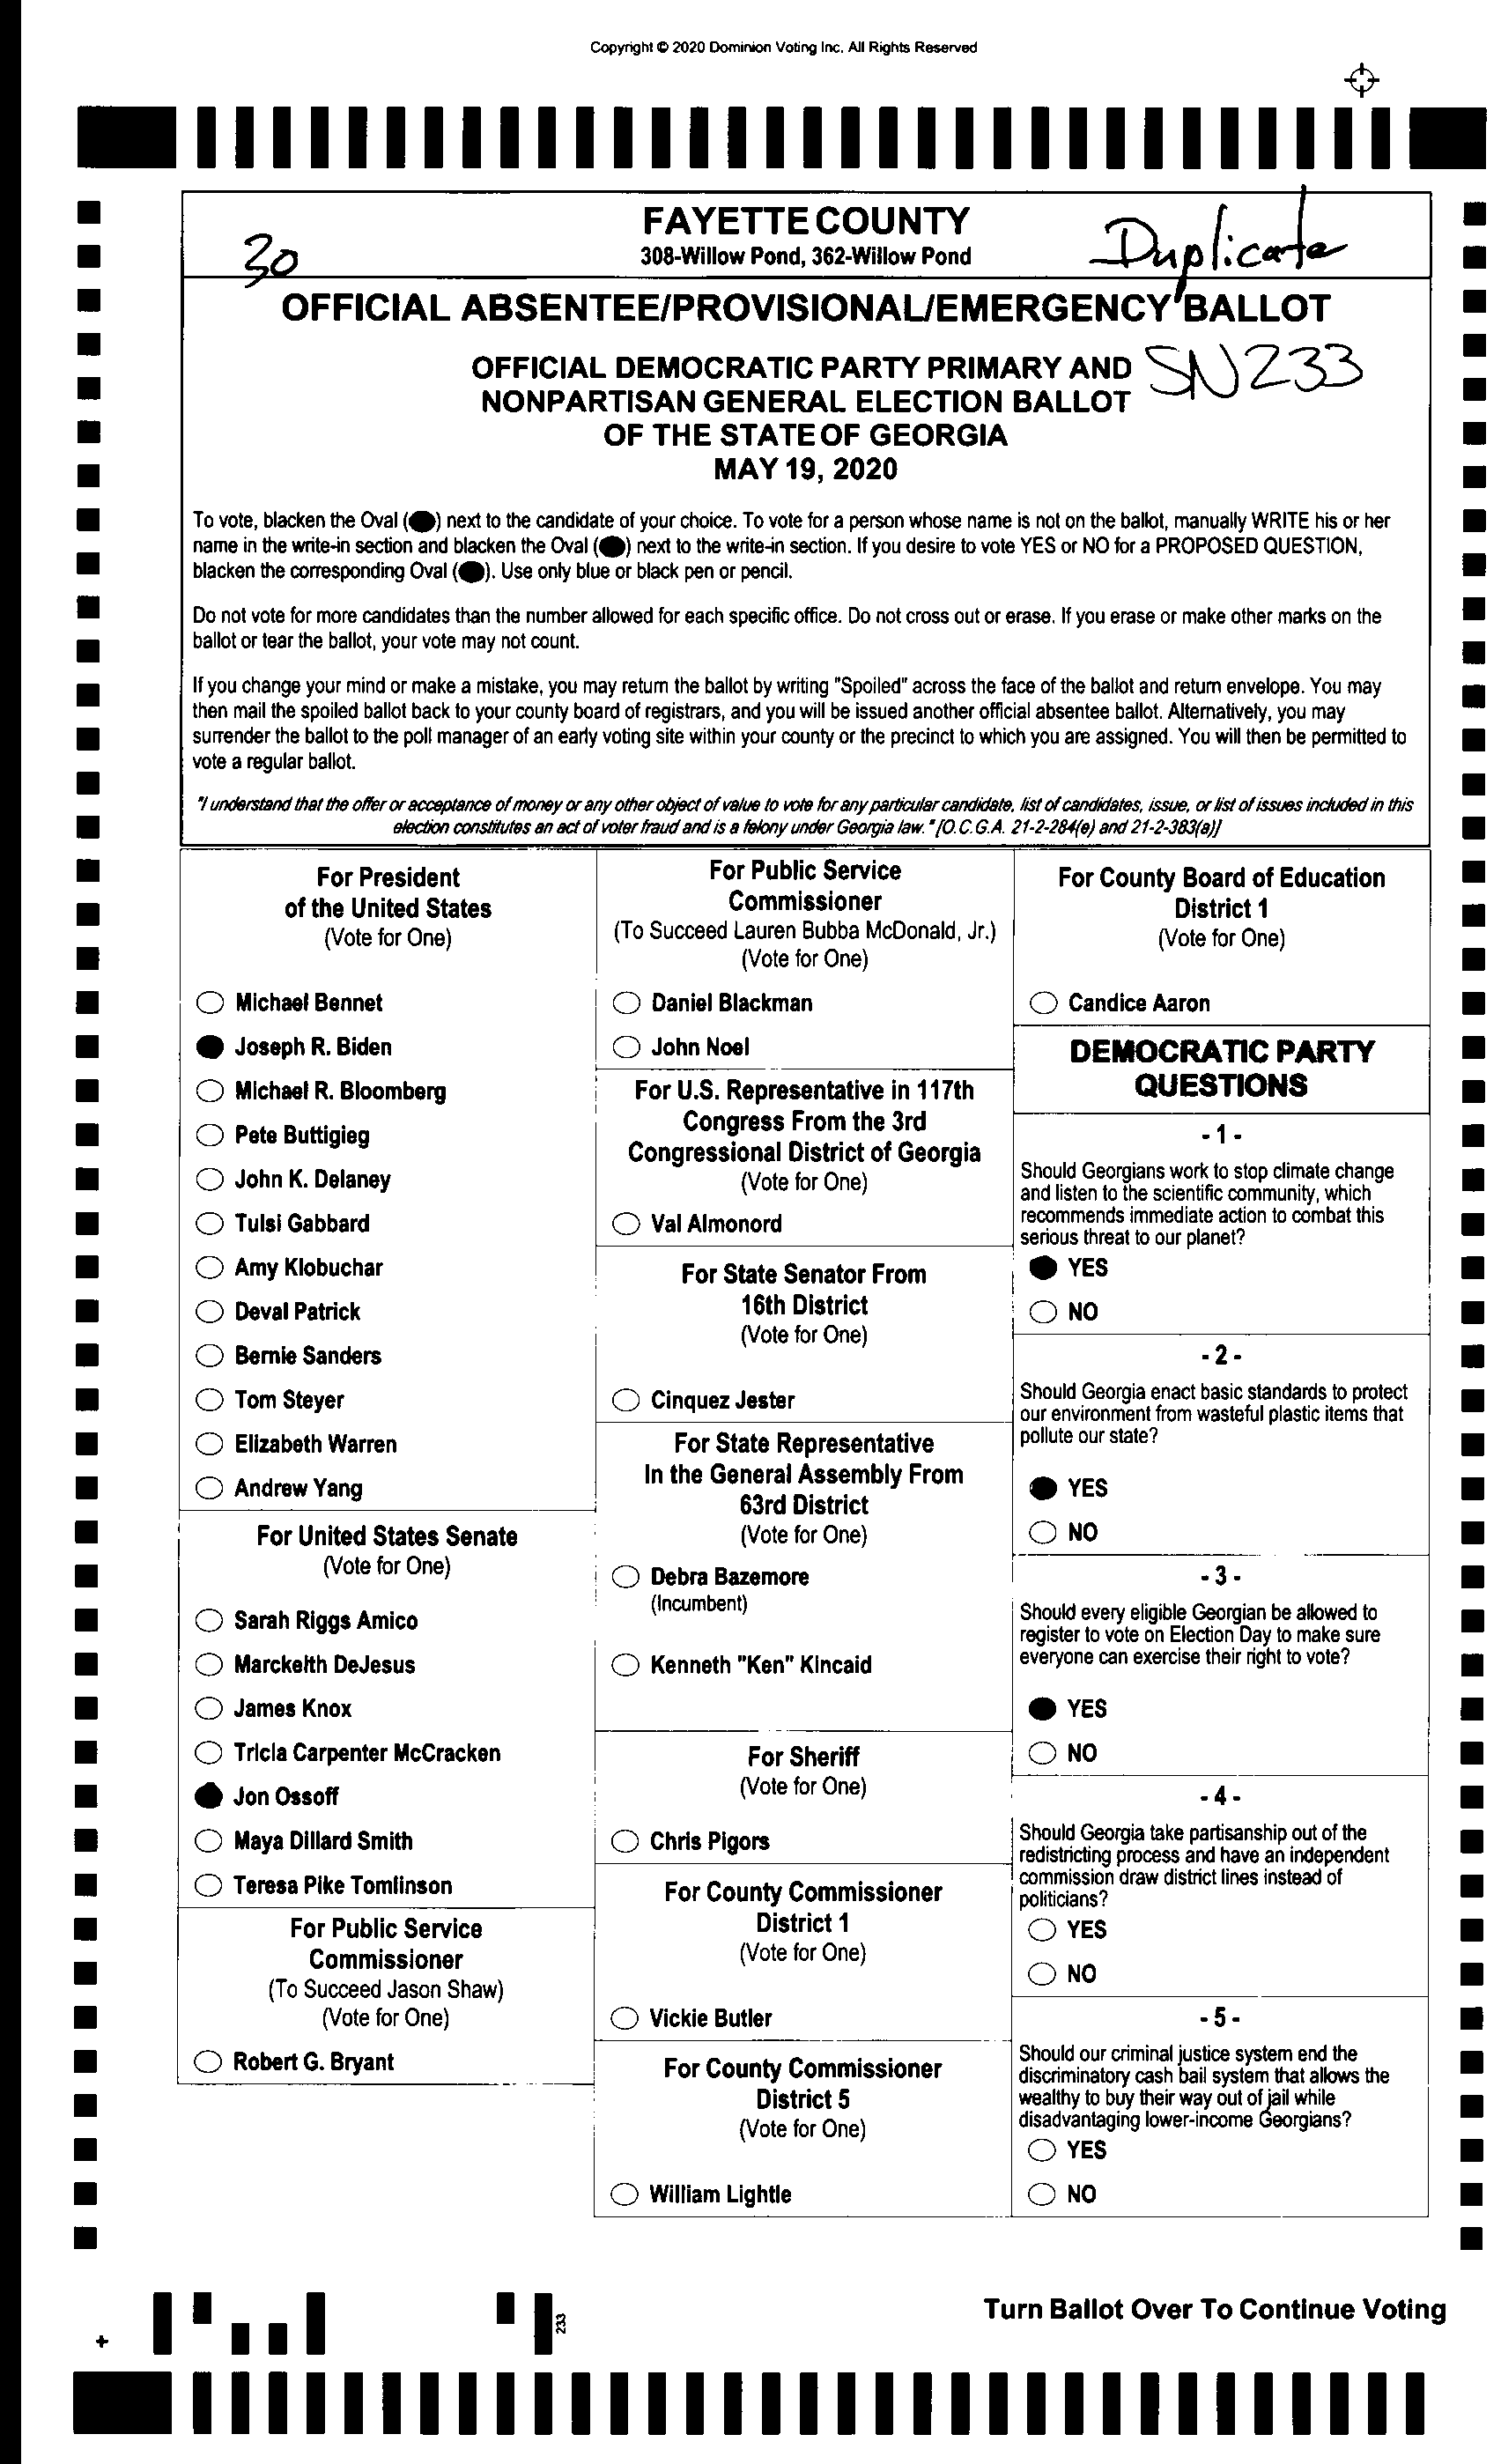 Copyright © 2020 Dominion Voting Inc. All Rights Reserved
FAYETTE COUNTY
308-Willow Pond, 362-Willow Pond
30
Duplicate
OFFICIAL ABSENTEE/PROVISIONAL/EMERGENCY BALLOT
OFFICIAL DEMOCRATIC PARTY PRIMARY AND
NONPARTISAN GENERAL ELECTION BALLOT
OF THE STATE OF GEORGIA
MAY 19, 2020
SN233
To vote, blacken the Oval ( ) next to the candidate of your choice. To vote for a person whose name is not on the ballot, manually WRITE his or her
name in the write-in section and blacken the Oval ( ) next to the write-in section. If you desire to vote YES or NO for a PROPOSED QUESTION,
blacken the corresponding Oval ( ). Use only blue or black pen or pencil.
Do not vote for more candidates than the number allowed for each specific office. Do not cross out or erase. If you erase or make other marks on the
ballot or tear the ballot, your vote may not count.
If you change your mind or make a mistake, you may return the ballot by writing "Spoiled" across the face of the ballot and return envelope. You may
then mail the spoiled ballot back to your county board of registrars, and you will be issued another official absentee ballot. Alternatively, you may
surrender the ballot to the poll manager of an early voting site within your county or the precinct to which you are assigned. You will then be permitted to
vote a regular ballot.
"I understand that the offer or acceptance of money or any other object of value to vote for any particular candidate, list of candidates, issue, or list of issues included in this
election constitutes an act of voter fraud and is a felony under Georgia law." [O.C.G.A. 21-2-284(e) and 21-2-383(a)]
For President
of the United States
(Vote for One)
Michael Bennet
Joseph R. Biden
Michael R. Bloomberg
Pete Buttigieg
John K. Delaney
Tulsi Gabbard
Amy Klobuchar
Deval Patrick
Bernie Sanders
Tom Steyer
Elizabeth Warren
Andrew Yang
For United States Senate
(Vote for One)
Sarah Riggs Amico
Marckeith DeJesus
James Knox
Tricia Carpenter McCracken
Jon Ossoff
Maya Dillard Smith
Teresa Pike Tomlinson
For Public Service
Commissioner
(To Succeed Jason Shaw)
(Vote for One)
Robert G. Bryant
For Public Service
Commissioner
(To Succeed Lauren Bubba McDonald, Jr.)
(Vote for One)
Daniel Blackman
John Noel
For U.S. Representative in 117th
Congress From the 3rd
Congressional District of Georgia
(Vote for One)
Val Almonord
For State Senator From
16th District
(Vote for One)
Cinquez Jester
For State Representative
In the General Assembly From
63rd District
(Vote for One)
Debra Bazemore
(Incumbent)
Kenneth "Ken" Kincaid
For Sheriff
(Vote for One)
Chris Pigors
For County Commissioner
District 1
(Vote for One)
Vickie Butler
For County Commissioner
District 5
(Vote for One)
William Lightle
For County Board of Education
District 1
(Vote for One)
Candice Aaron
DEMOCRATIC PARTY
QUESTIONS
- 1 -
Should Georgians work to stop climate change
and listen to the scientific community, which
recommends immediate action to combat this
serious threat to our planet?
YES
NO
- 2 -
Should Georgia enact basic standards to protect
our environment from wasteful plastic items that
pollute our state?
YES
NO
- 3 -
Should every eligible Georgian be allowed to
register to vote on Election Day to make sure
everyone can exercise their right to vote?
YES
NO
- 4 -
Should Georgia take partisanship out of the
redistricting process and have an independent
commission draw district lines instead of
politicians?
YES
NO
- 5 -
Should our criminal justice system end the
discriminatory cash bail system that allows the
wealthy to buy their way out of jail while
disadvantaging lower-income Georgians?
YES
NO
Turn Ballot Over To Continue Voting
233